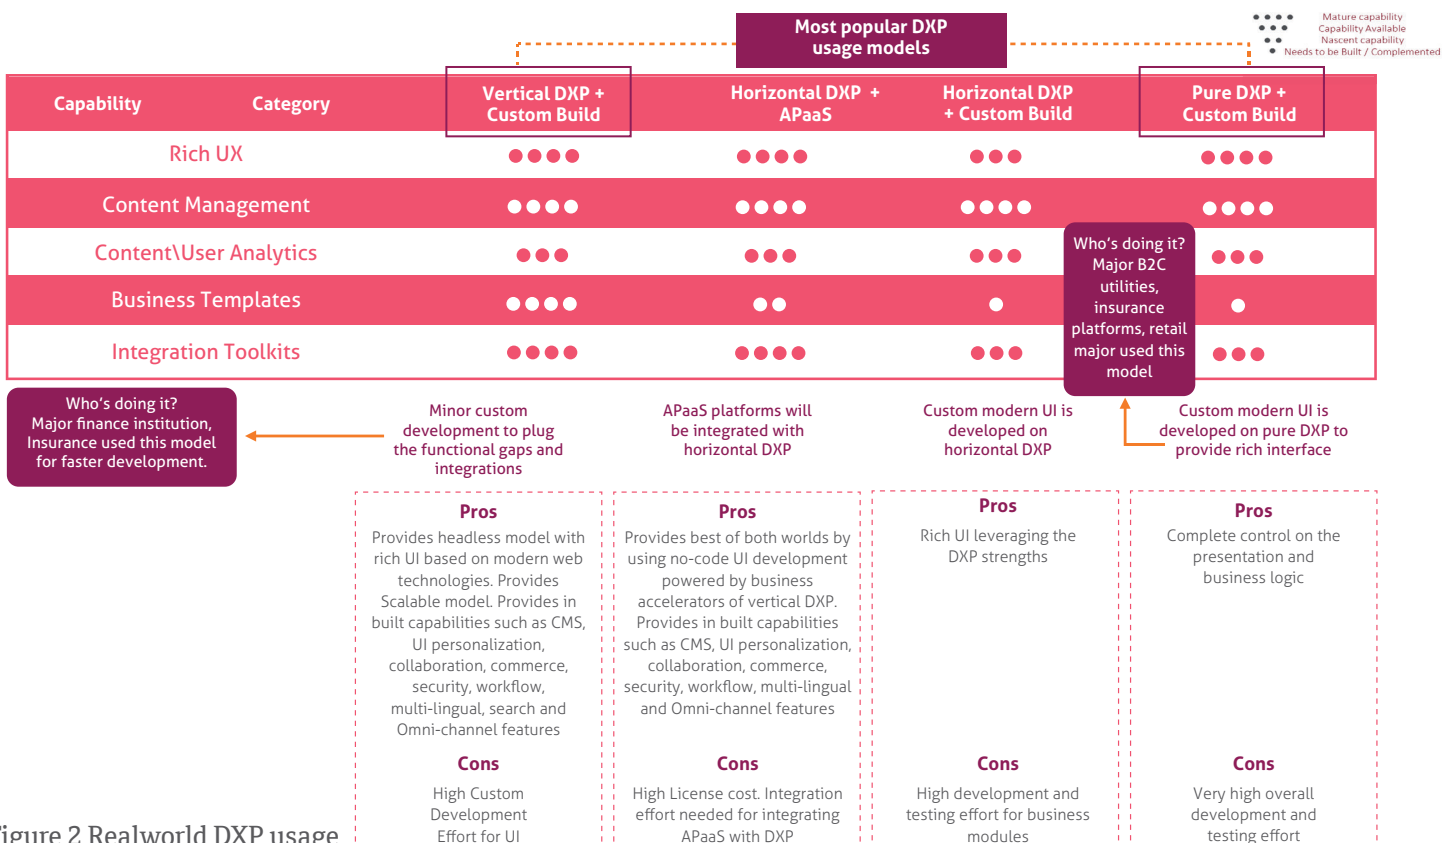 Most popular DXP
usage models
Mature capability
Capability Available
Nascent capability
Needs to be Built / Complemented
Capability
Category
Vertical DXP +
Custom Build
Horizontal DXP +
APaaS
Horizontal DXP
+ Custom Build
Pure DXP +
Custom Build
Rich UX
Content Management
Content\User Analytics
Business Templates
Integration Toolkits
Who's doing it?
Major B2C
utilities,
insurance
platforms, retail
major used this
model
Who's doing it?
Major finance institution,
Insurance used this model
for faster development.
Minor custom
development to plug
the functional gaps and
integrations
APaaS platforms will
be integrated with
horizontal DXP
Custom modern UI is
developed on
horizontal DXP
Custom modern UI is
developed on pure DXP to
provide rich interface
Pros
Provides headless model with
rich UI based on modern web
technologies. Provides
Scalable model. Provides in
built capabilities such as CMS,
UI personalization,
collaboration, commerce,
security, workflow,
multi-lingual, search and
Omni-channel features
Cons
High Custom
Development
Effort for UI
Pros
Provides best of both worlds by
using no-code UI development
powered by business
accelerators of vertical DXP.
Provides in built capabilities
such as CMS, UI personalization,
collaboration, commerce,
security, workflow, multi-lingual
and Omni-channel features
Cons
High License cost. Integration
effort needed for integrating
APaaS with DXP
Pros
Rich UI leveraging the
DXP strengths
Cons
High development and
testing effort for business
modules
Pros
Complete control on the
presentation and
business logic
Cons
Very high overall
development and
testing effort
Figure 2 Realworld DXP usage